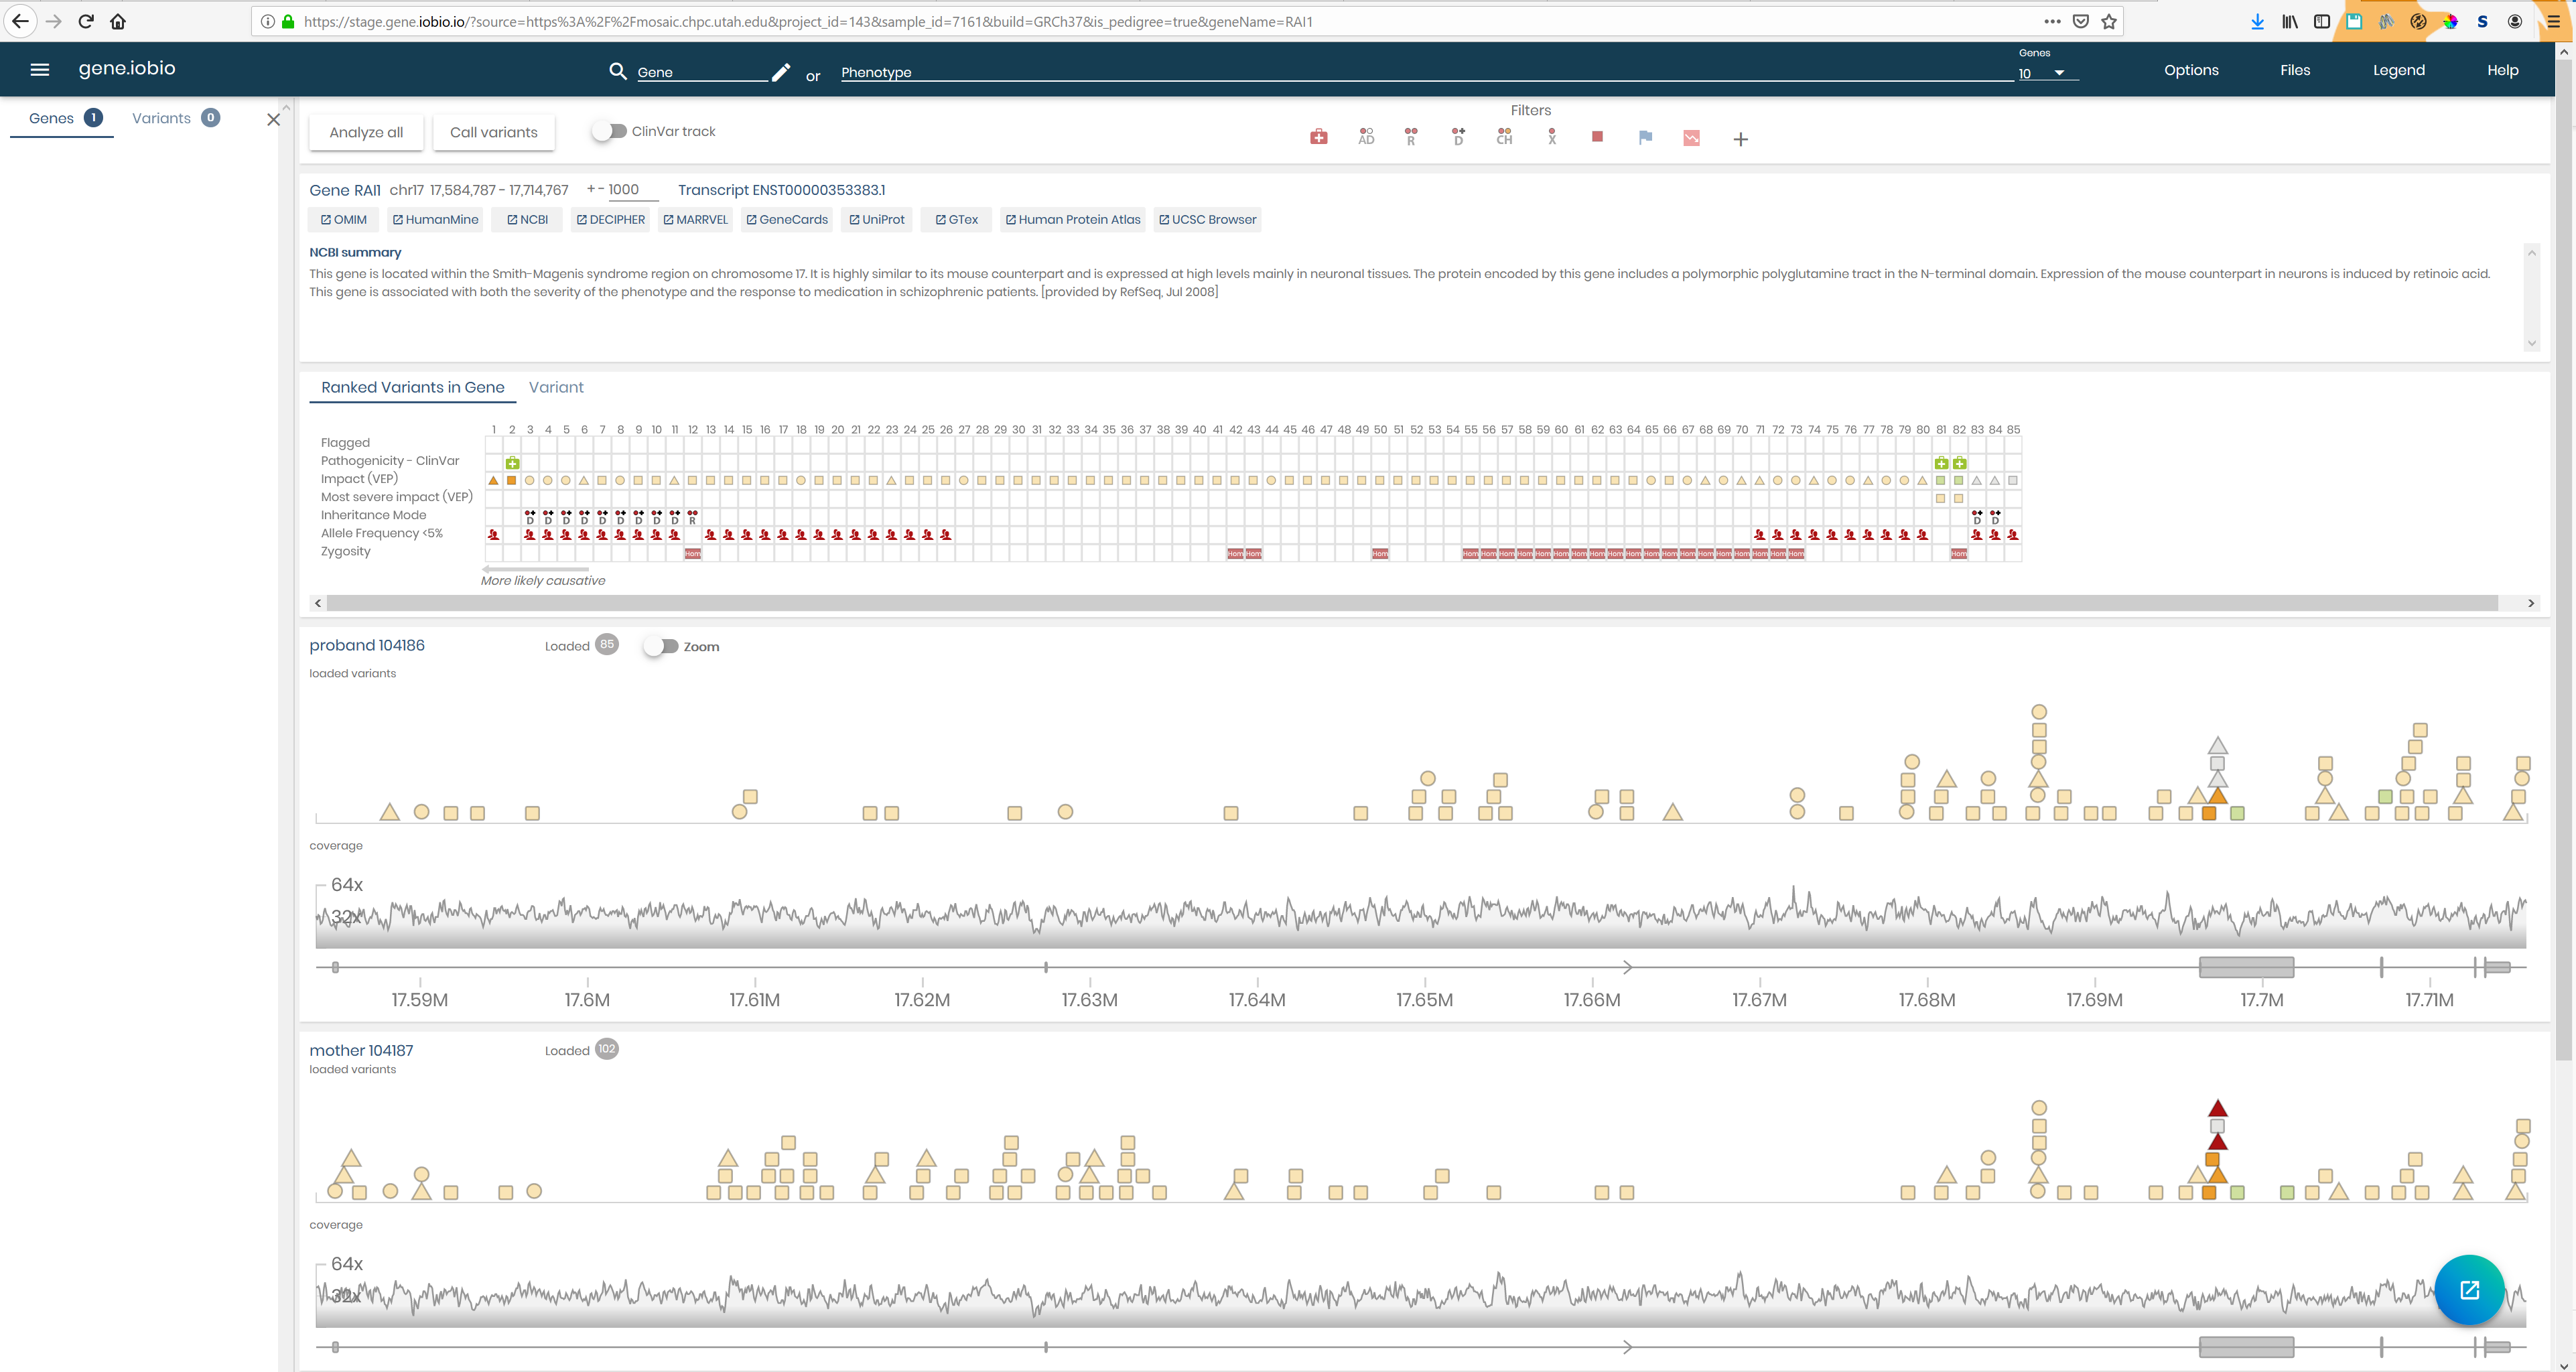 https://stage.gene.iobio.io/?source=https%3A%2F%2Fmosaic.chpc.utah.edu&project_id=143&sample_id=7161&build=GRCh37&is_pedigree=true&geneName=RAI1
gene.iobio Gene or Phenotype Genes 10 Options Files Legend Help
Genes 1 Variants 0
Analyze all Call variants ClinVar track
Filters
AD R D CH X
Gene RAI1 chr17 17,584,787 - 17,714,767 + - 1000 Transcript ENST00000353383.1
OMIM HumanMine NCBI DECIPHER MARRVEL GeneCards UniProt GTex Human Protein Atlas UCSC Browser
NCBI summary
This gene is located within the Smith-Magenis syndrome region on chromosome 17. It is highly similar to its mouse counterpart and is expressed at high levels mainly in neuronal tissues. The protein encoded by this gene includes a polymorphic polyglutamine tract in the N-terminal domain. Expression of the mouse counterpart in neurons is induced by retinoic acid.
This gene is associated with both the severity of the phenotype and the response to medication in schizophrenic patients. [provided by RefSeq, Jul 2008]
Ranked Variants in Gene Variant
1 2 3 4 5 6 7 8 9 10 11 12 13 14 15 16 17 18 19 20 21 22 23 24 25 26 27 28 29 30 31 32 33 34 35 36 37 38 39 40 41 42 43 44 45 46 47 48 49 50 51 52 53 54 55 56 57 58 59 60 61 62 63 64 65 66 67 68 69 70 71 72 73 74 75 76 77 78 79 80 81 82 83 84 85
Flagged
Pathogenicity - ClinVar
Impact (VEP)
Most severe impact (VEP)
Inheritance Mode D D D D D D D D D R D D
Allele Frequency <5%
Zygosity Hom Hom Hom Hom Hom Hom Hom Hom Hom Hom Hom Hom Hom Hom Hom Hom Hom Hom Hom Hom Hom Hom Hom Hom
More likely causative
proband 104186 Loaded 85 Zoom
loaded variants
coverage
64x
32x
17.59M 17.6M 17.61M 17.62M 17.63M 17.64M 17.65M 17.66M 17.67M 17.68M 17.69M 17.7M 17.71M
mother 104187 Loaded 102
loaded variants
coverage
64x
32x